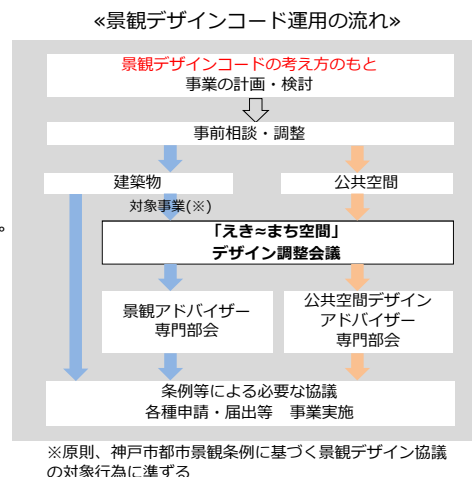 ≪景観デザインコード運用の流れ≫
景観デザインコードの考え方のもと
事業の計画・検討
事前相談・調整
建築物
公共空間
対象事業(※)
。
「えき≈まち空間」
デザイン調整会議
景観アドバイザー
専門部会
公共空間デザイン
アドバイザー
専門部会
条例等による必要な協議
各種申請・届出等　事業実施
※原則、神戸市都市景観条例に基づく景観デザイン協議
の対象行為に準ずる